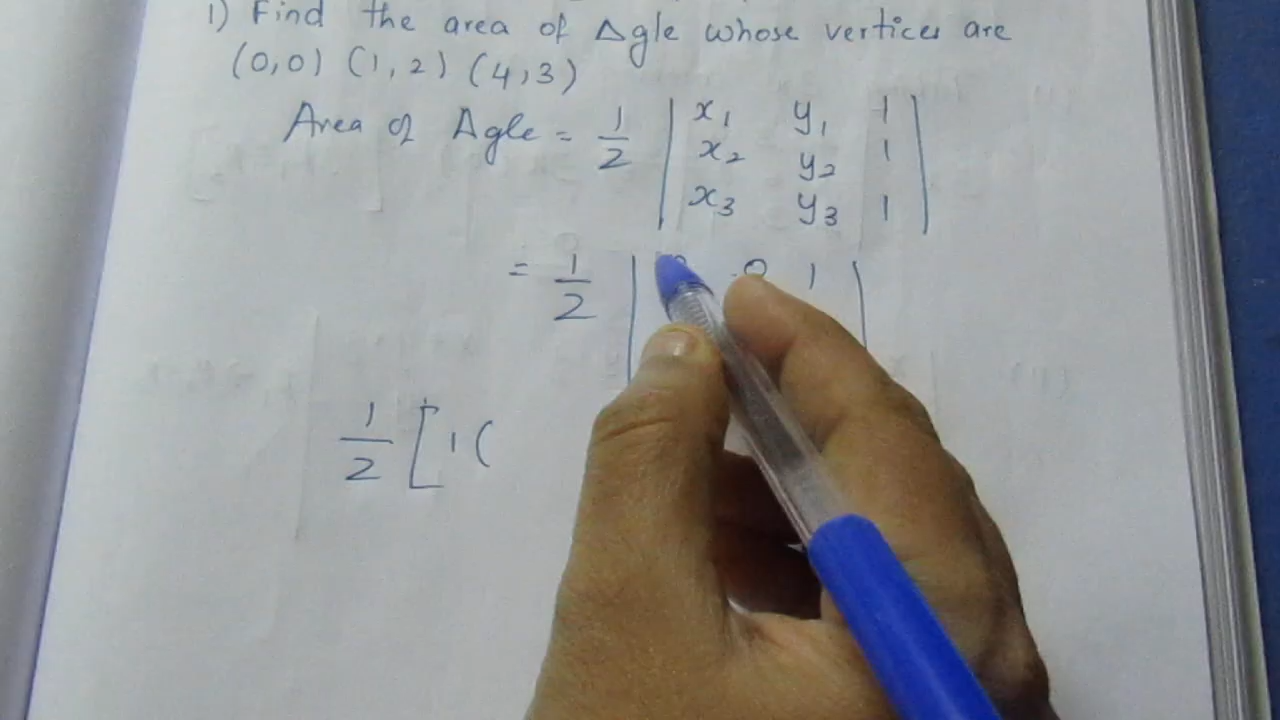 1) Find the area of Δgle whose vertices are
(0,0) (1,2) (4,3)
Area of Δgle = 1/2 | x₁ y₁ 1 |
| x₂ y₂ 1 |
| x₃ y₃ 1 |
= 1/2 | 0 0 1 |
1/2 [ 1 (